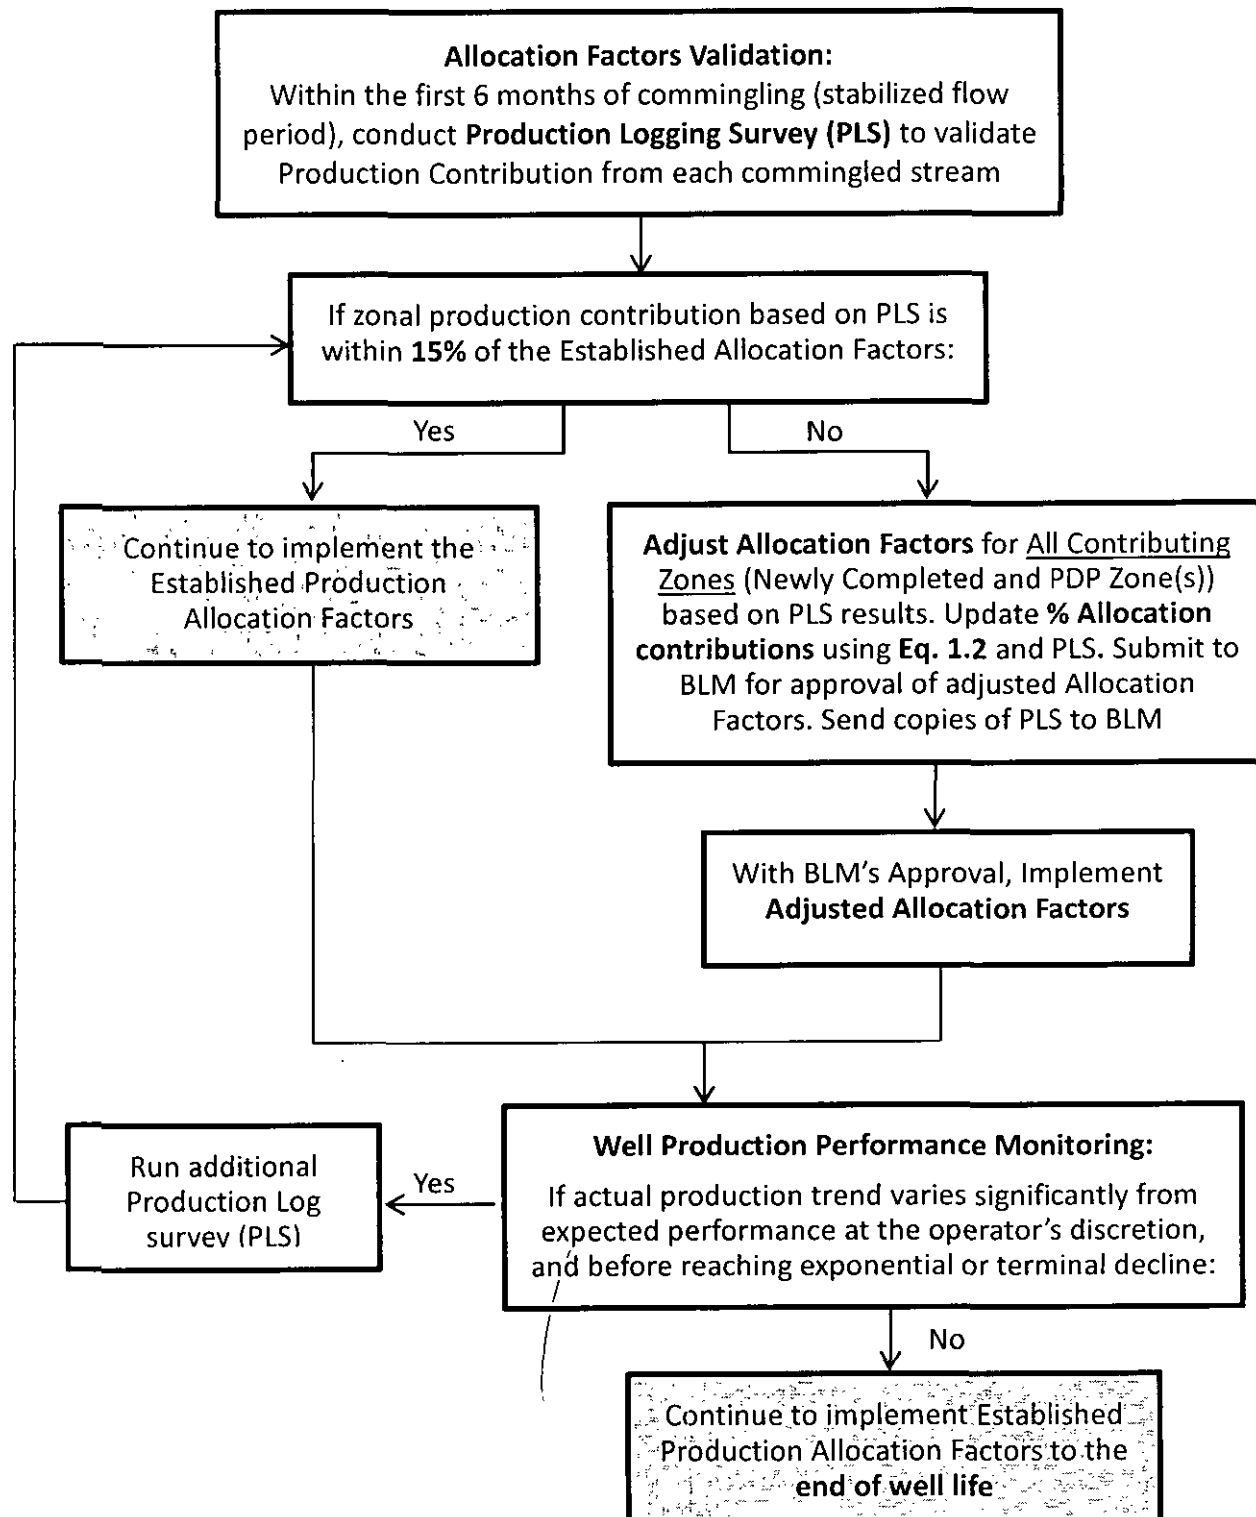 Allocation Factors Validation:
Within the first 6 months of commingling (stabilized flow
period), conduct Production Logging Survey (PLS) to validate
Production Contribution from each commingled stream
If zonal production contribution based on PLS is
within 15% of the Established Allocation Factors:
Yes
No
Continue to implement the
Established Production
Allocation Factors
Adjust Allocation Factors for All Contributing
Zones (Newly Completed and PDP Zone(s))
based on PLS results. Update % Allocation
contributions using Eq. 1.2 and PLS. Submit to
BLM for approval of adjusted Allocation
Factors. Send copies of PLS to BLM
With BLM's Approval, Implement
Adjusted Allocation Factors
Well Production Performance Monitoring:
If actual production trend varies significantly from
expected performance at the operator's discretion,
and before reaching exponential or terminal decline:
Yes
Run additional
Production Log
survey (PLS)
No
Continue to implement Established
Production Allocation Factors to the
end of well life